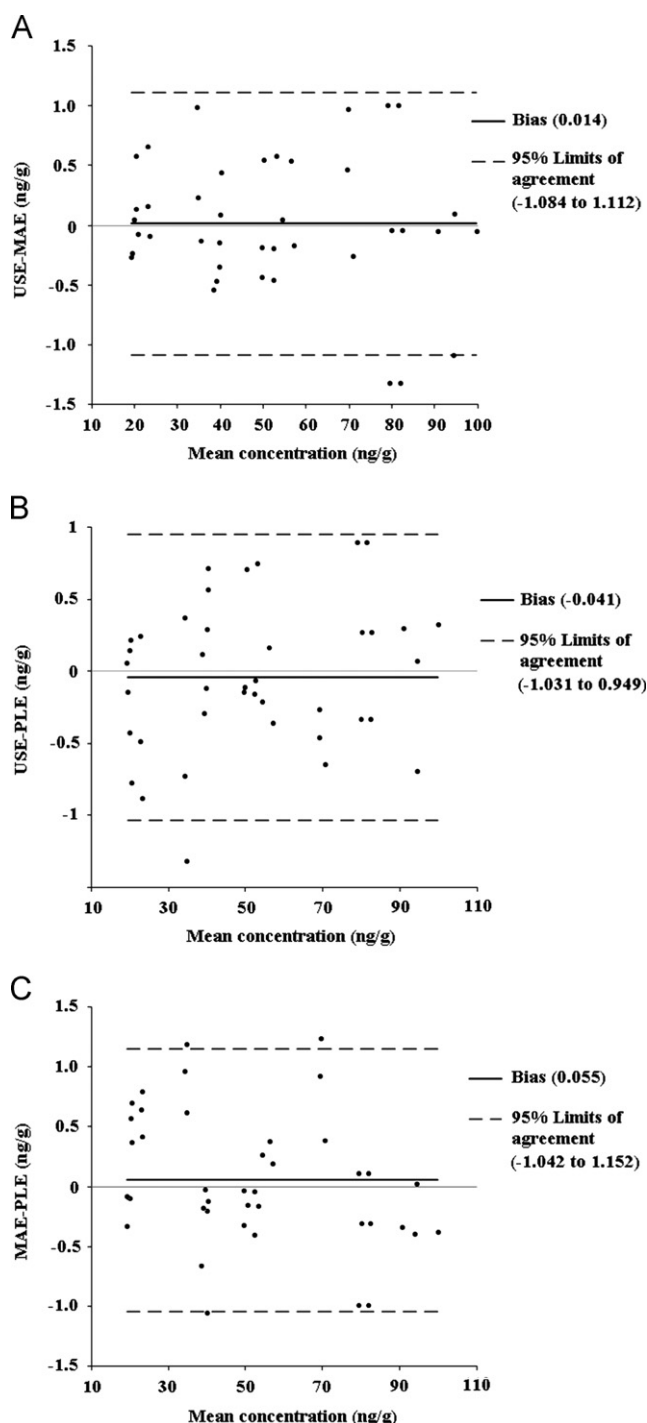 A
1.5
1.0
0.5
0
-0.5
-1.0
-1.5
USE-MAE (ng/g)
10 20 30 40 50 60 70 80 90 100
Mean concentration (ng/g)
Bias (0.014)
95% Limits of
agreement
(-1.084 to 1.112)
B
1
0.5
0
-0.5
-1
USE-PLE (ng/g)
10 30 50 70 90 110
Mean concentration (ng/g)
Bias (-0.041)
95% Limits of
agreement
(-1.031 to 0.949)
C
1.5
1.0
0.5
0
-0.5
-1.0
-1.5
MAE-PLE (ng/g)
10 30 50 70 90 110
Mean concentration (ng/g)
Bias (0.055)
95% Limits of
agreement
(-1.042 to 1.152)